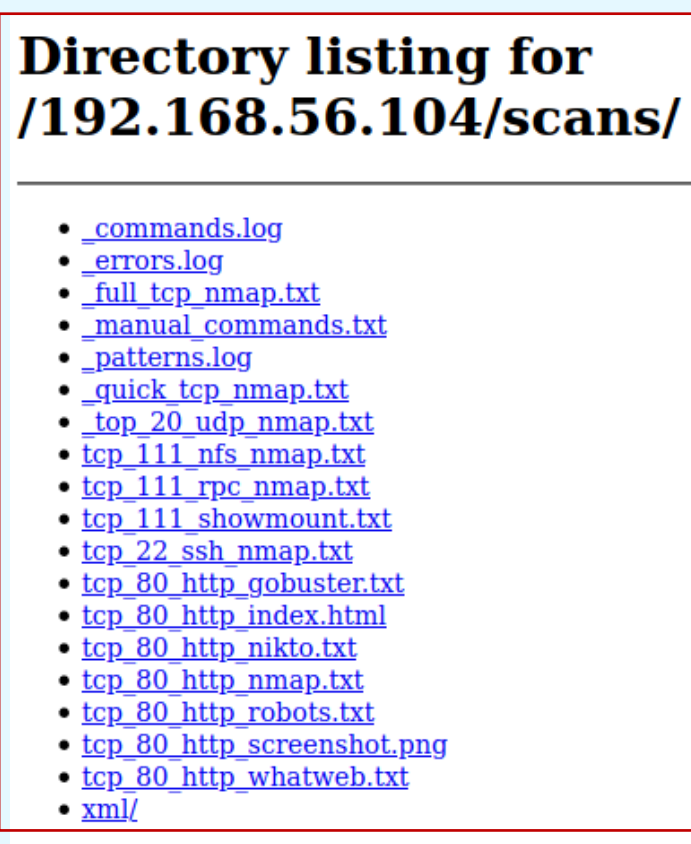 Directory listing for
/192.168.56.104/scans/
_commands.log
_errors.log
_full_tcp_nmap.txt
_manual_commands.txt
_patterns.log
_quick_tcp_nmap.txt
_top_20_udp_nmap.txt
tcp_111_nfs_nmap.txt
tcp_111_rpc_nmap.txt
tcp_111_showmount.txt
tcp_22_ssh_nmap.txt
tcp_80_http_gobuster.txt
tcp_80_http_index.html
tcp_80_http_nikto.txt
tcp_80_http_nmap.txt
tcp_80_http_robots.txt
tcp_80_http_screenshot.png
tcp_80_http_whatweb.txt
xml/